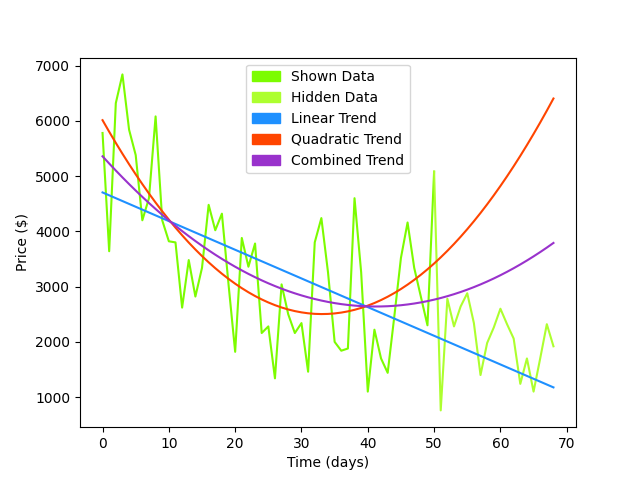 7000
6000
5000
4000
3000
2000
1000
Price ($)
Shown Data
Hidden Data
Linear Trend
Quadratic Trend
Combined Trend
0 10 20 30 40 50 60 70
Time (days)